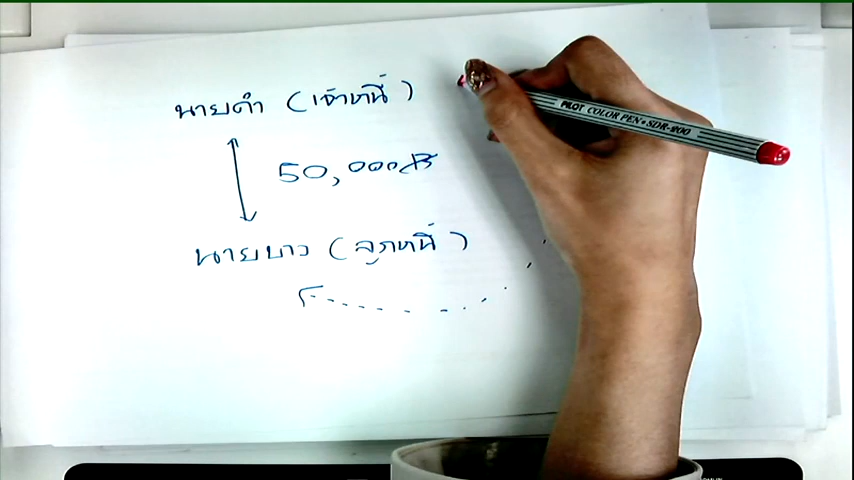 นายดำ (เจ้าหนี้)
50,000฿
นายขาว (ลูกหนี้)
PILOT COLOR PEN SDR-200